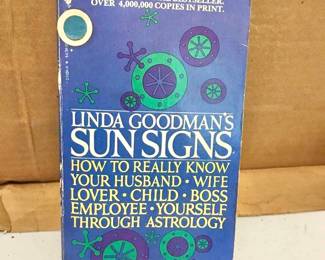 BESTSELLER.
OVER 4,000,000 COPIES IN PRINT.
LINDA GOODMAN'S
SUN SIGNS
HOW TO REALLY KNOW
YOUR HUSBAND • WIFE
LOVER • CHILD • BOSS
EMPLOYEE • YOURSELF
THROUGH ASTROLOGY